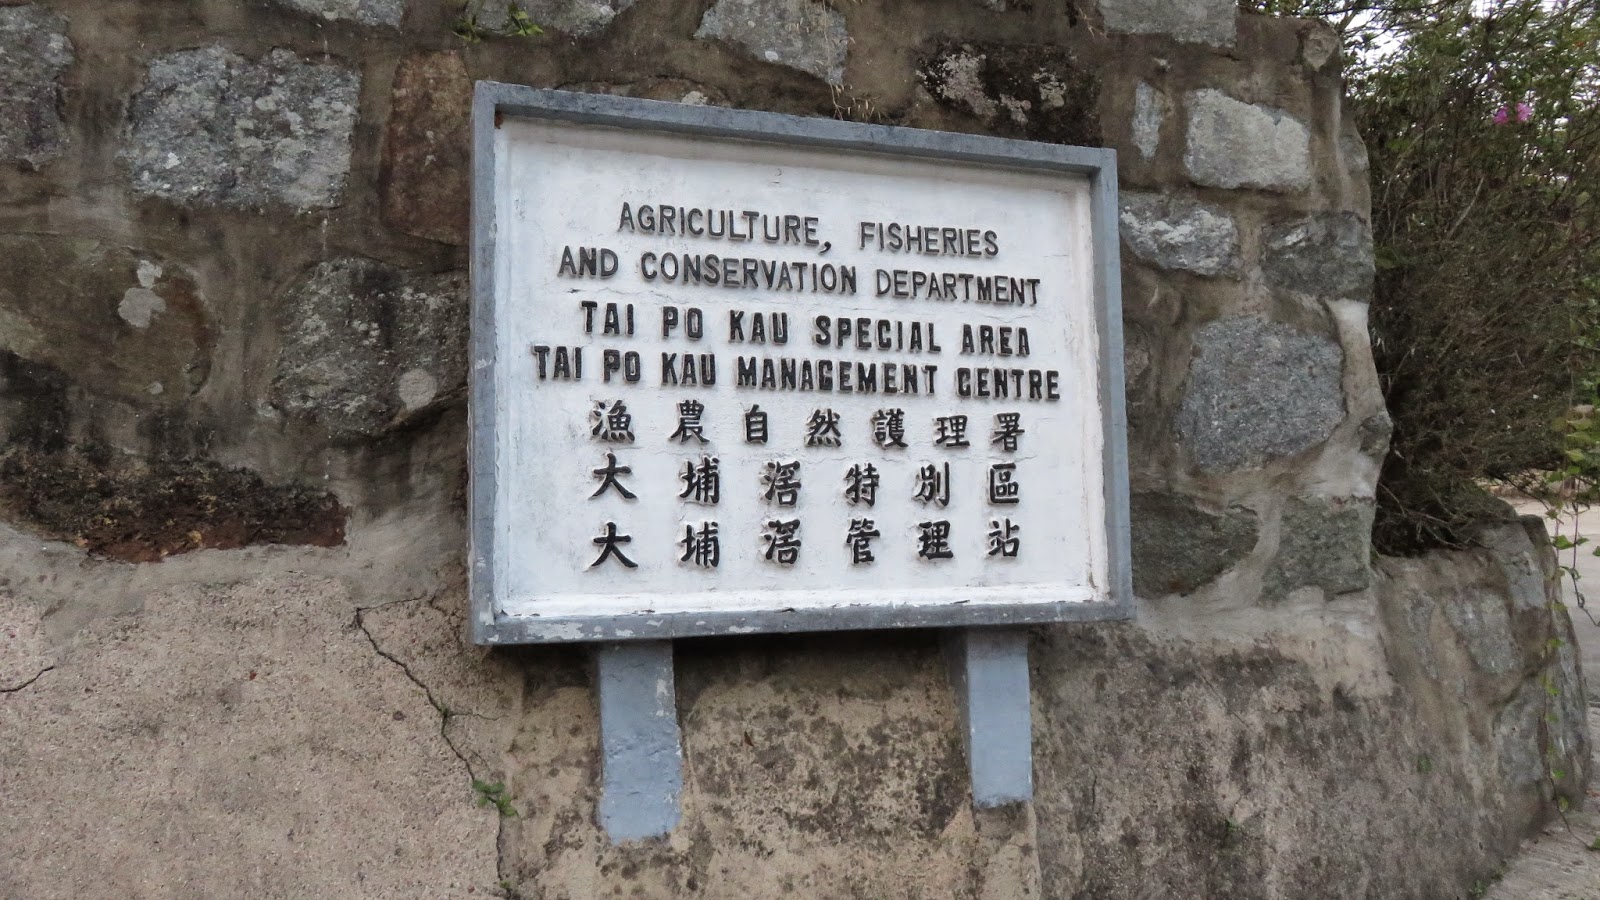 AGRICULTURE, FISHERIES
AND CONSERVATION DEPARTMENT
TAI PO KAU SPECIAL AREA
TAI PO KAU MANAGEMENT CENTRE
漁農自然護理署
大埔滘特別區
大埔滘管理站